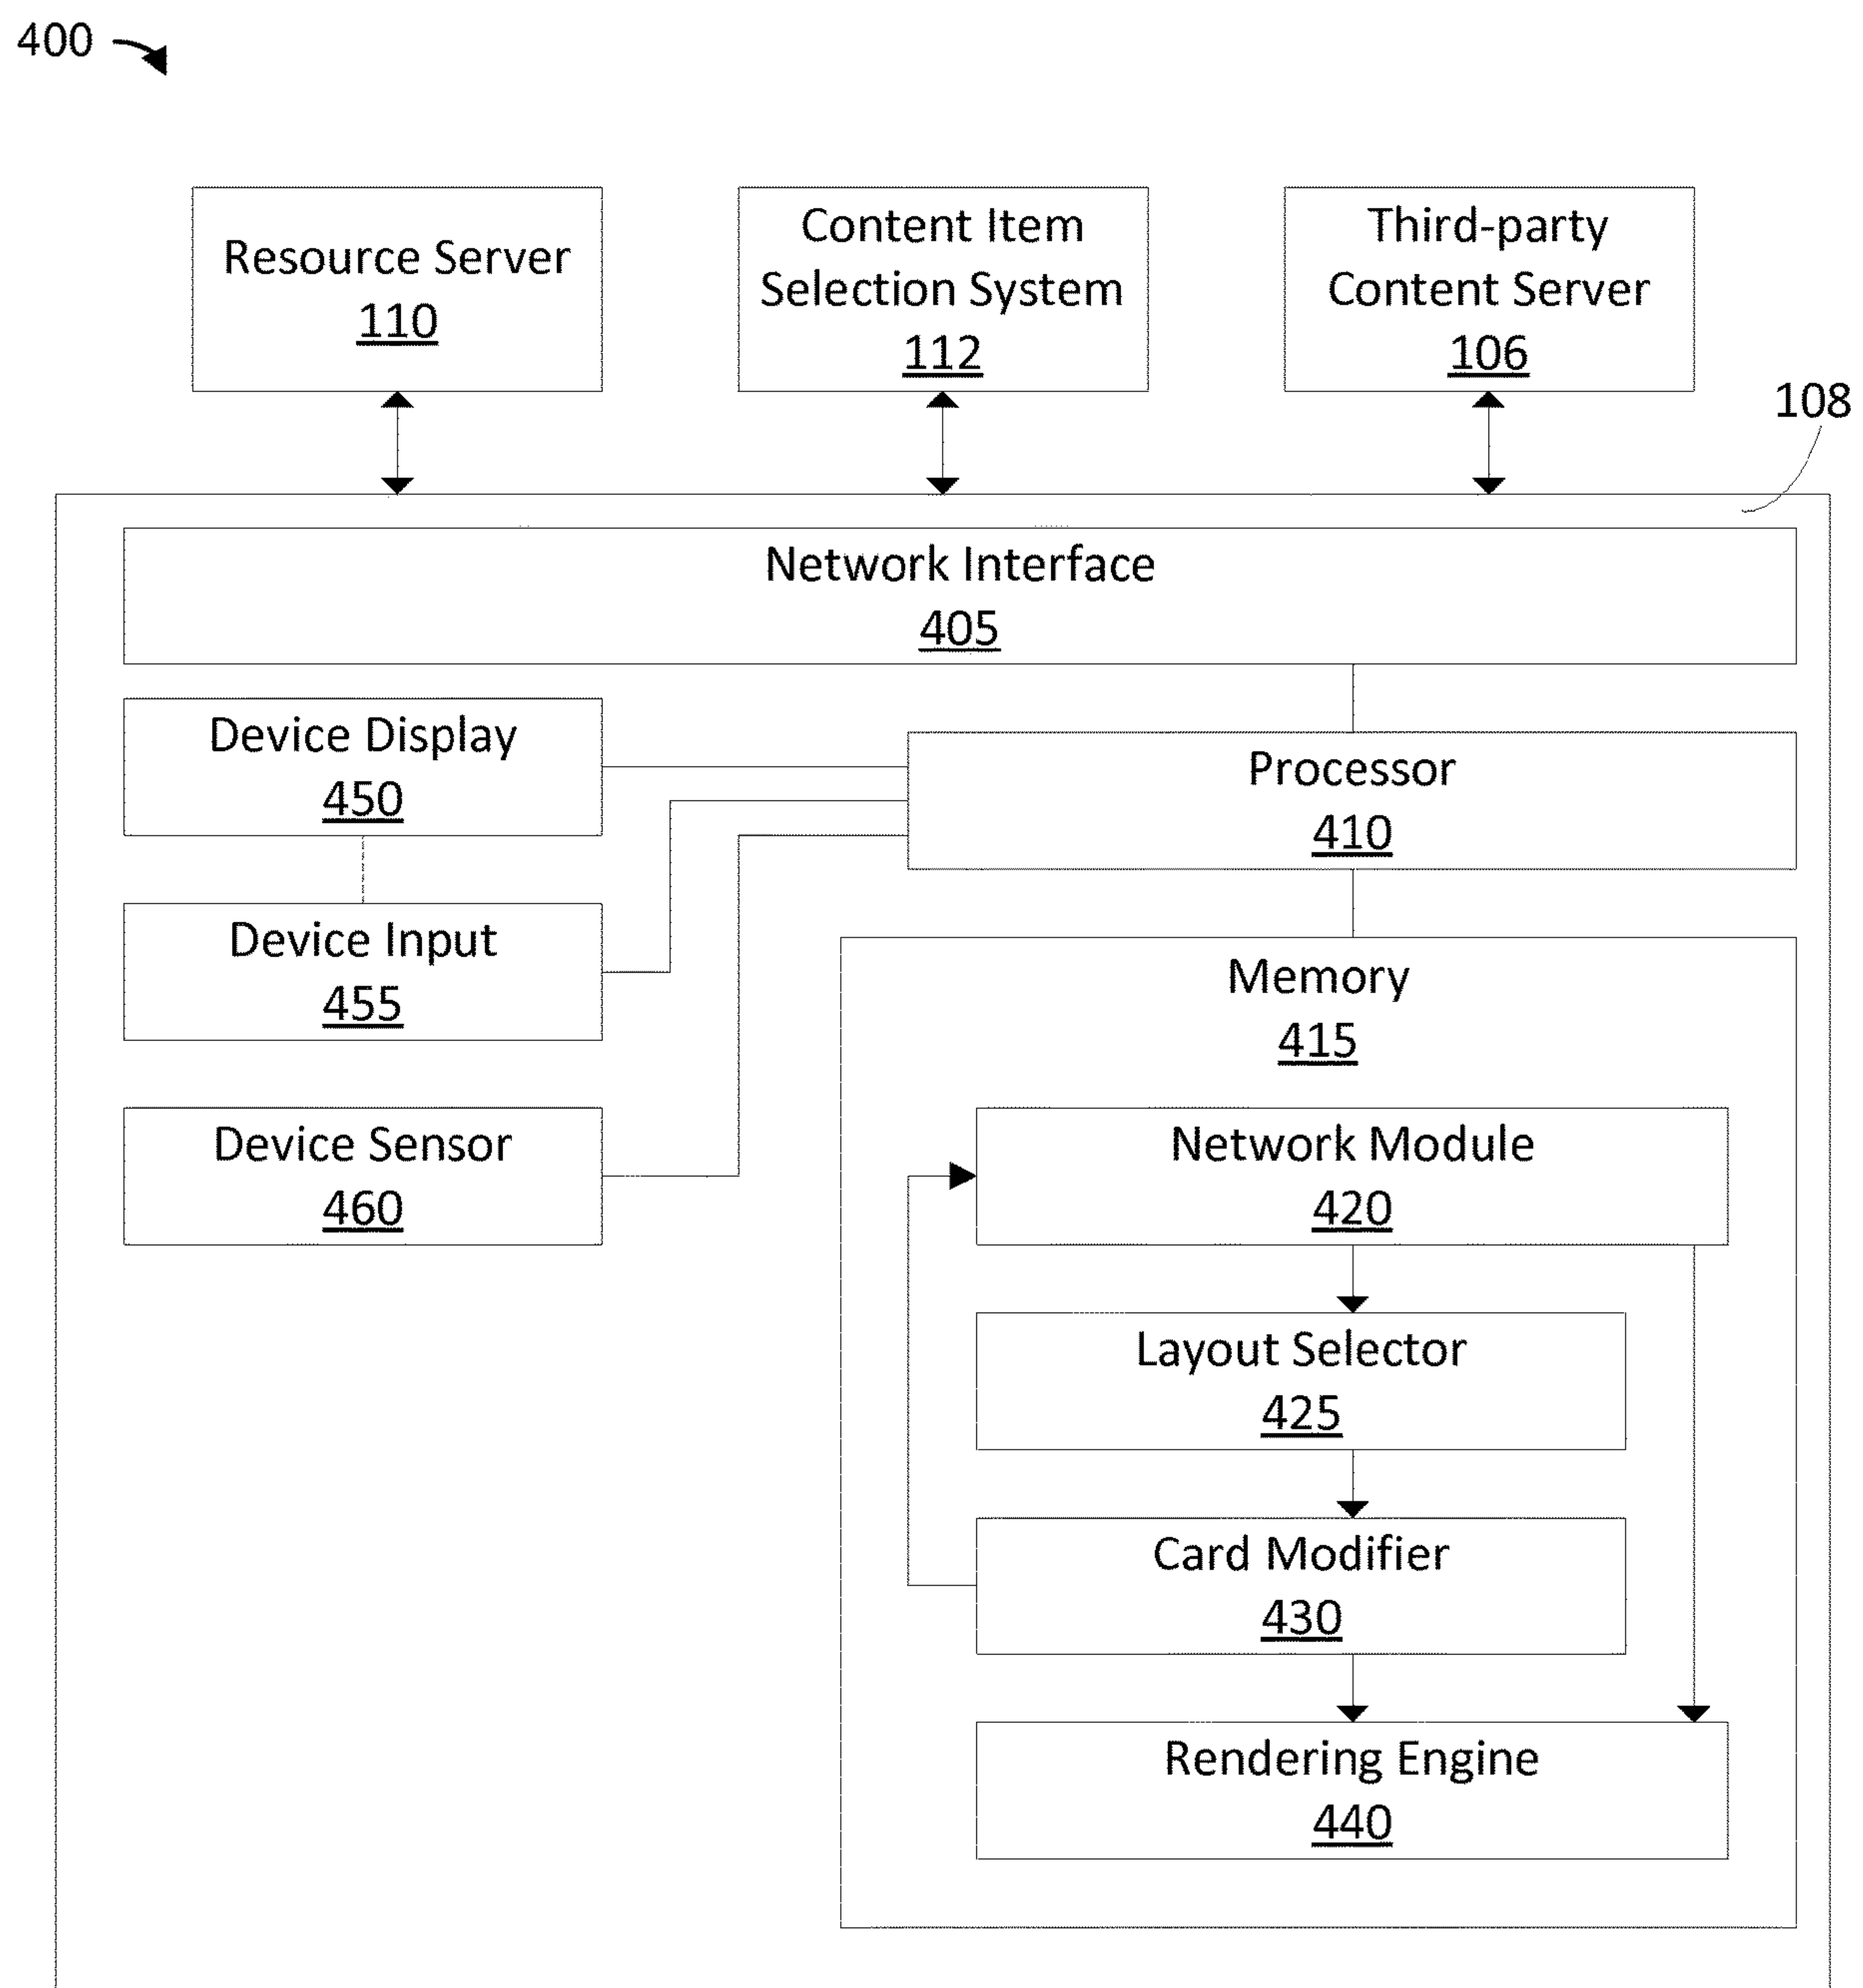 400
Resource Server
110
Content Item
Selection System
112
Third-party
Content Server
106
108
Network Interface
405
Device Display
450
Processor
410
Device Input
455
Memory
415
Device Sensor
460
Network Module
420
Layout Selector
425
Card Modifier
430
Rendering Engine
440